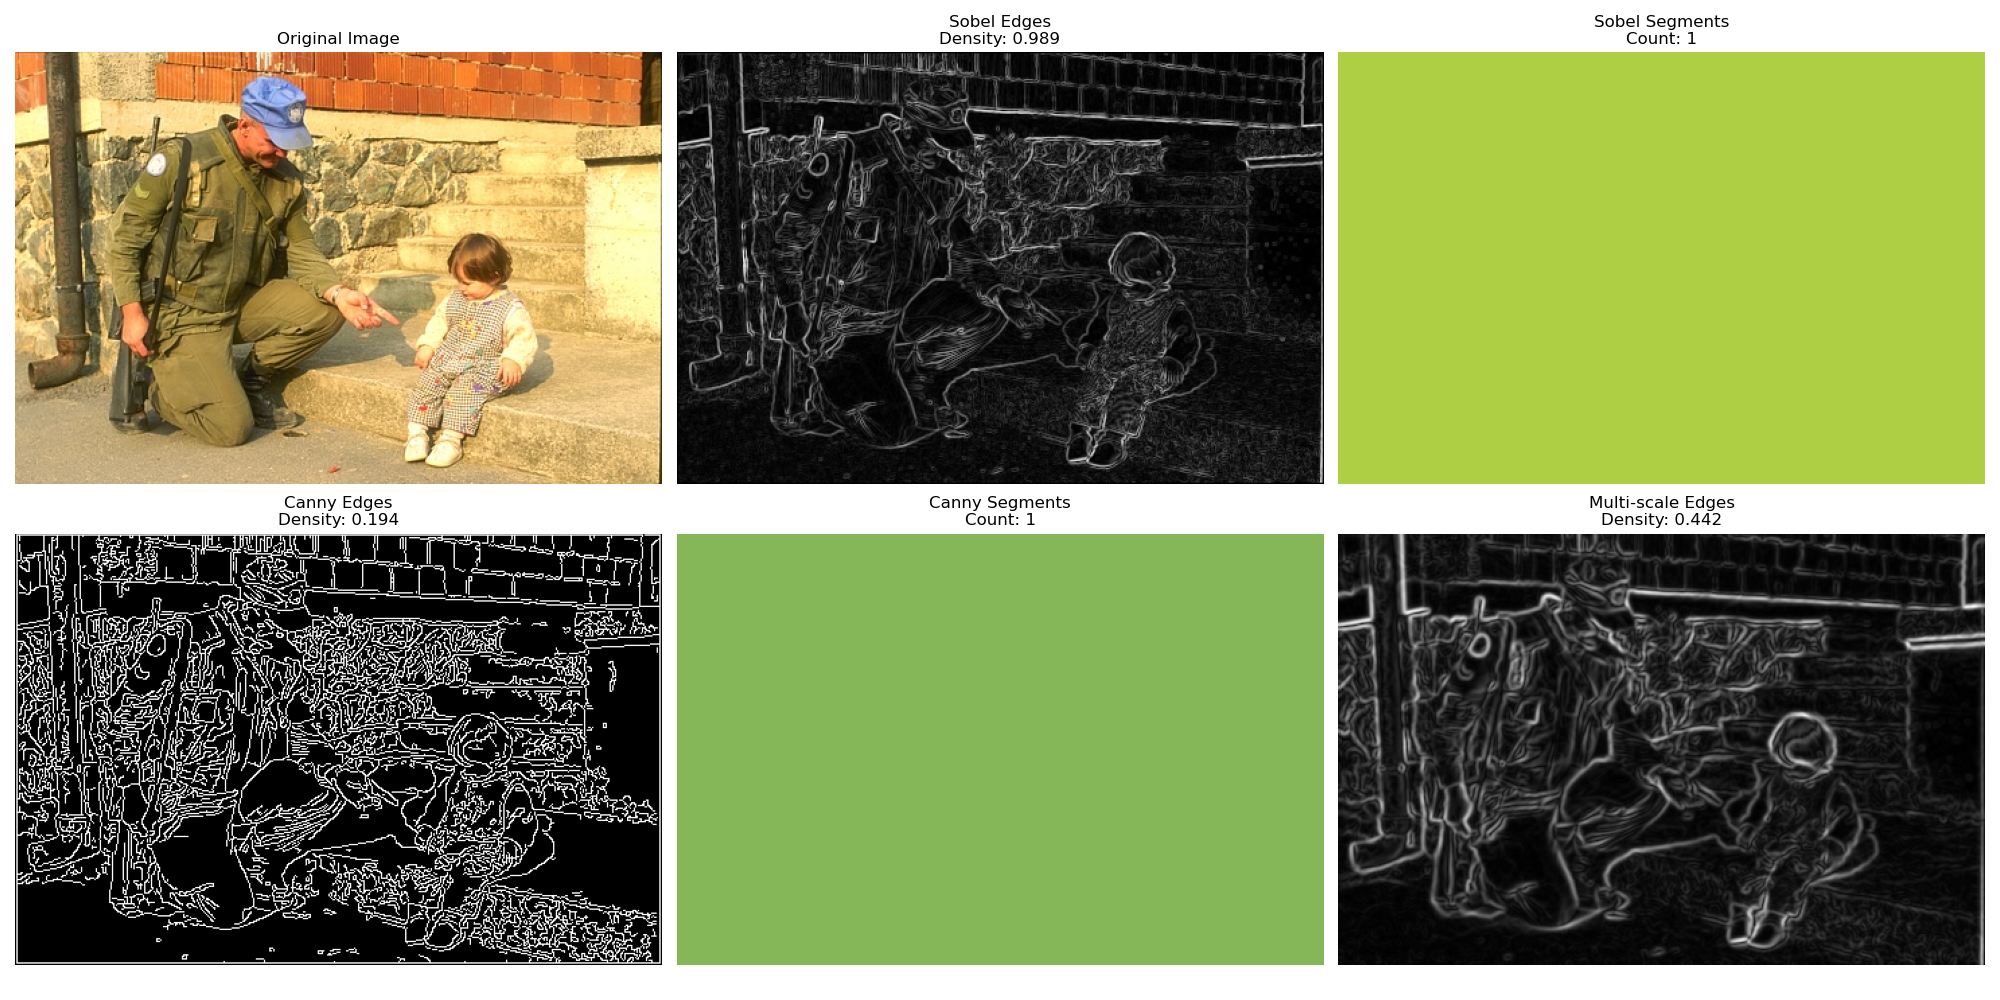 Original Image
Sobel Edges
Density: 0.989
Sobel Segments
Count: 1
Canny Edges
Density: 0.194
Canny Segments
Count: 1
Multi-scale Edges
Density: 0.442